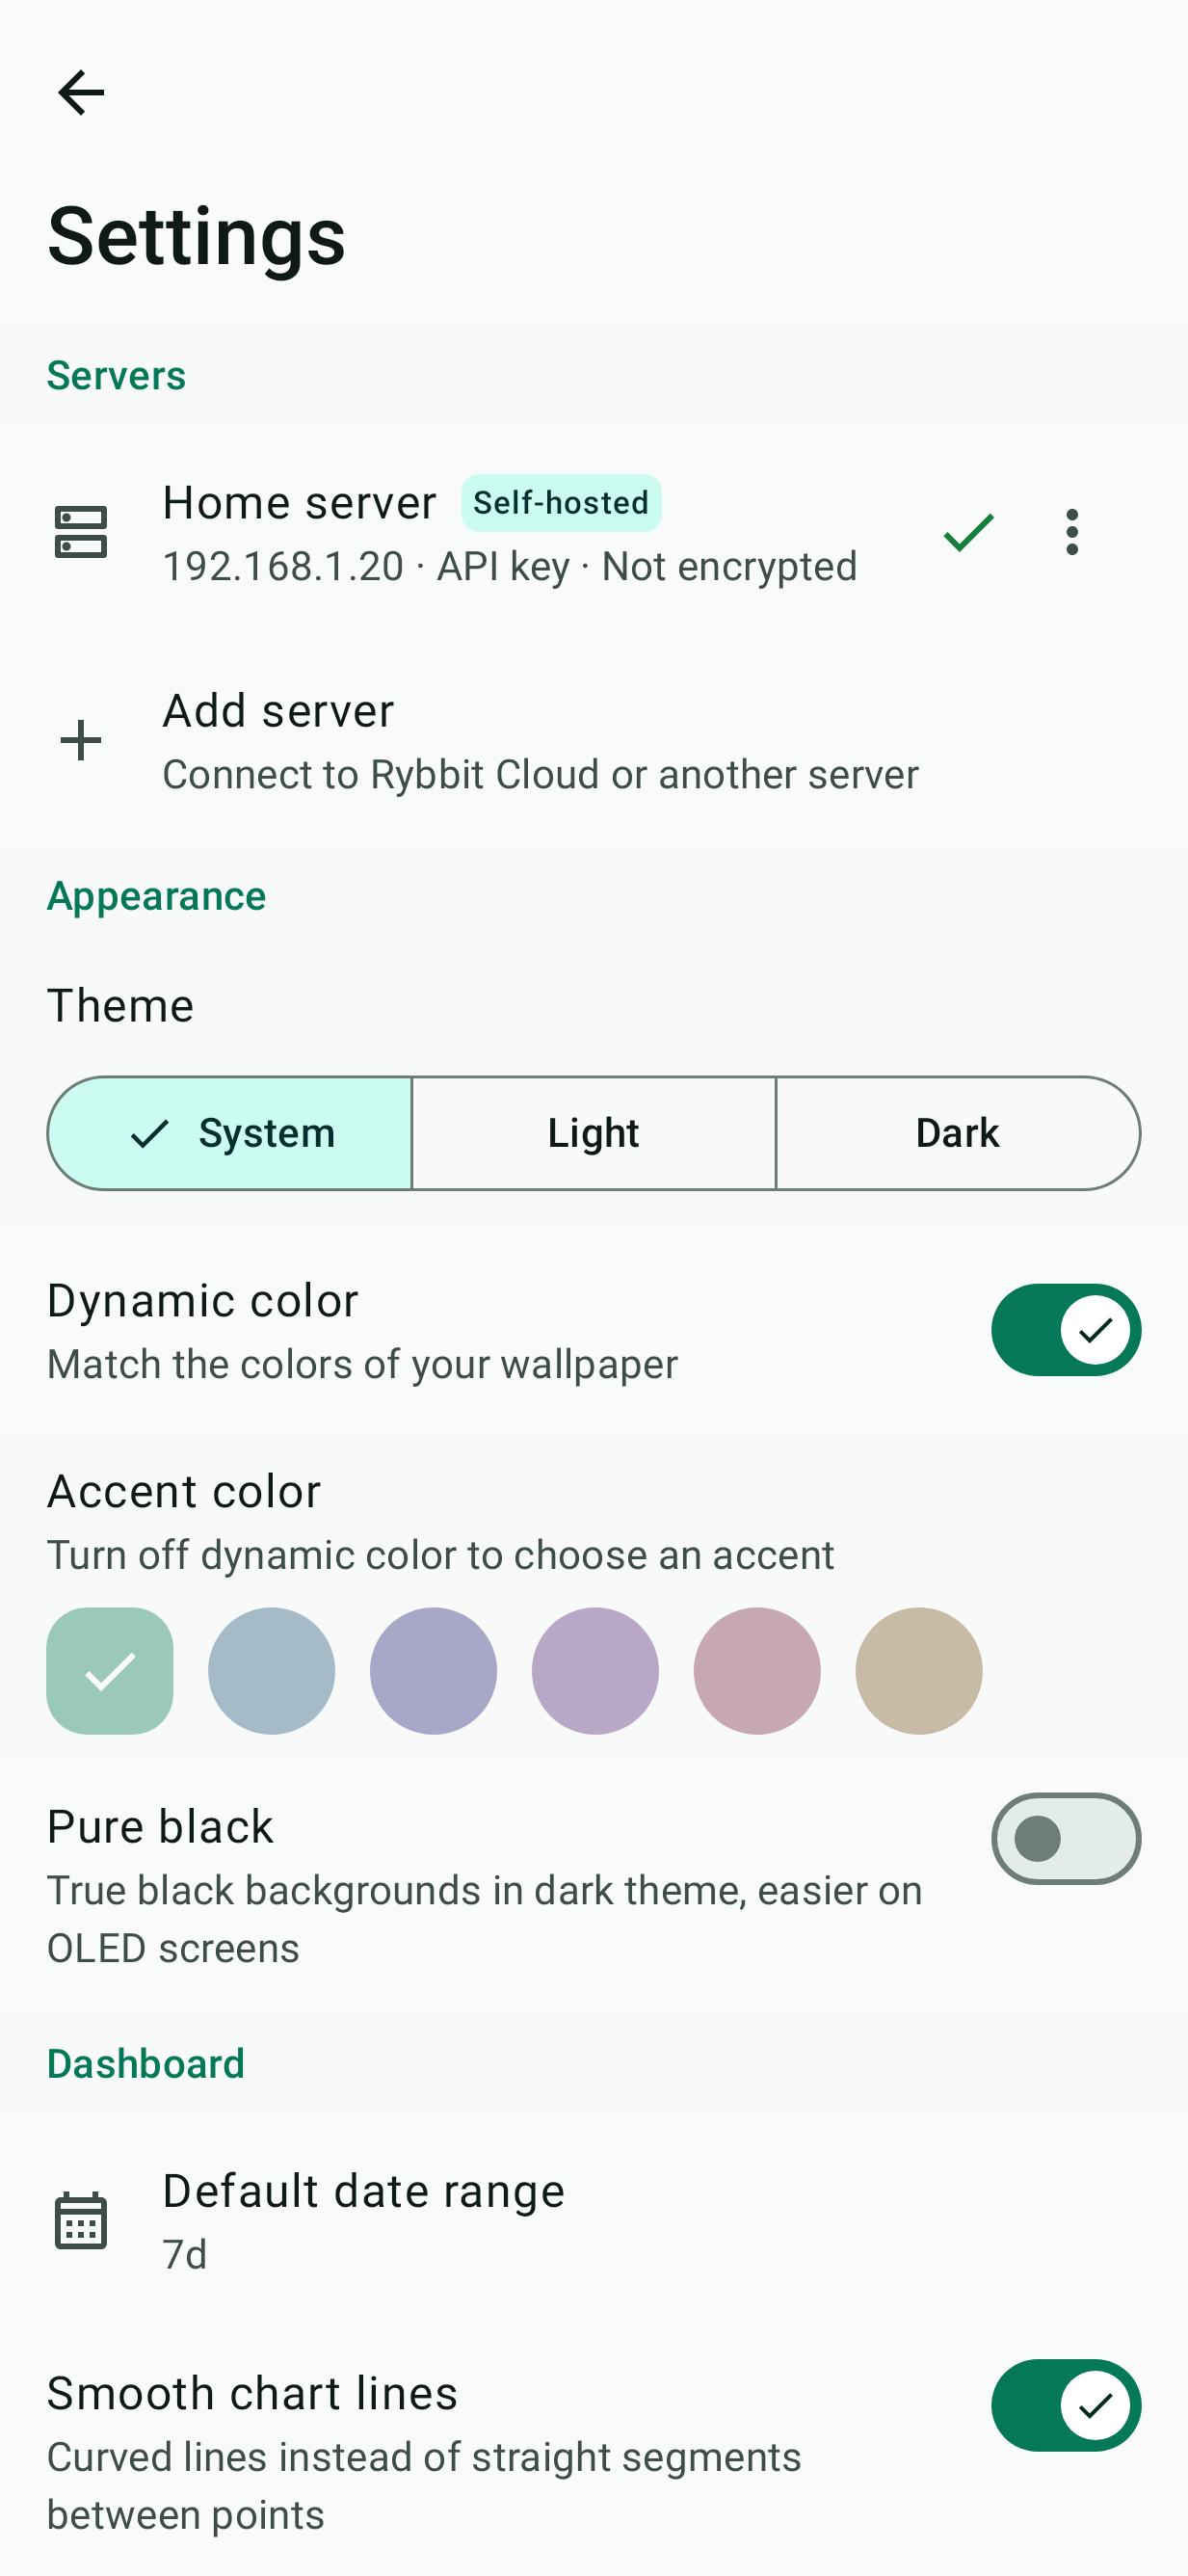 Settings
Servers
Home server Self-hosted
192.168.1.20 · API key · Not encrypted
Add server
Connect to Rybbit Cloud or another server
Appearance
Theme
System Light Dark
Dynamic color
Match the colors of your wallpaper
Accent color
Turn off dynamic color to choose an accent
Pure black
True black backgrounds in dark theme, easier on
OLED screens
Dashboard
Default date range
7d
Smooth chart lines
Curved lines instead of straight segments
between points